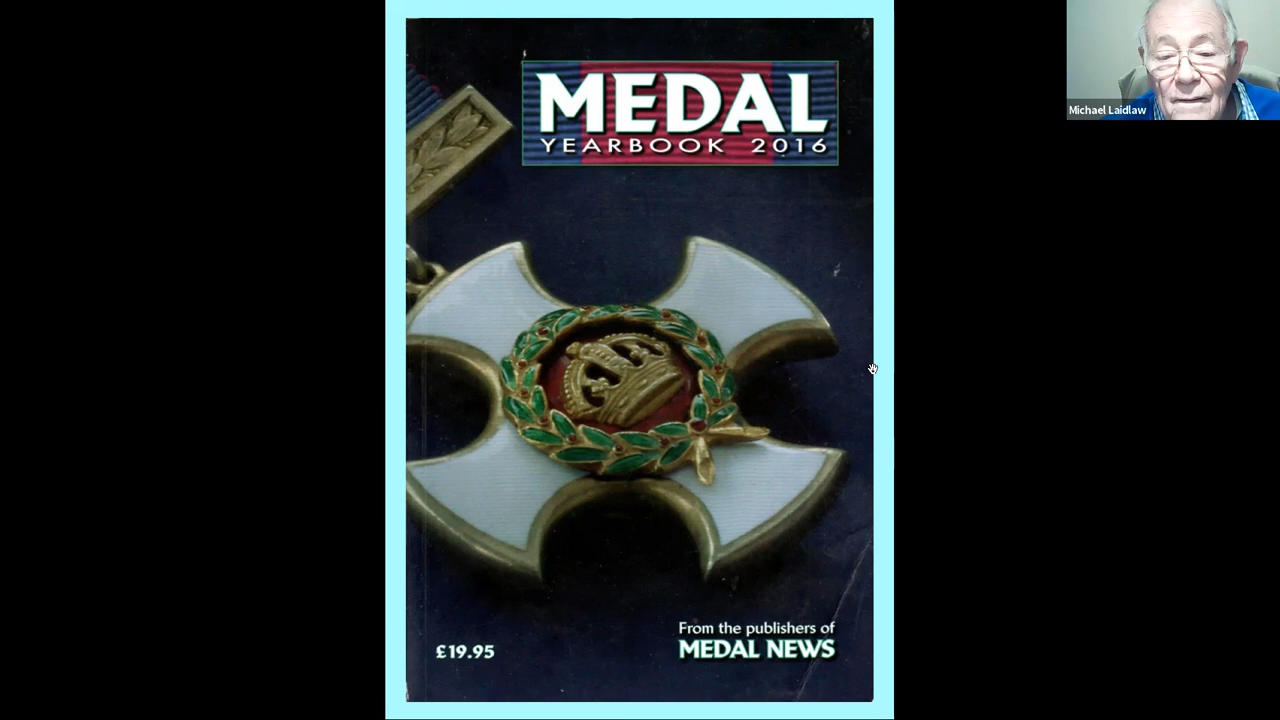 MEDAL
YEARBOOK 2016
Michael Laidlaw
From the publishers of
MEDAL NEWS
£19.95